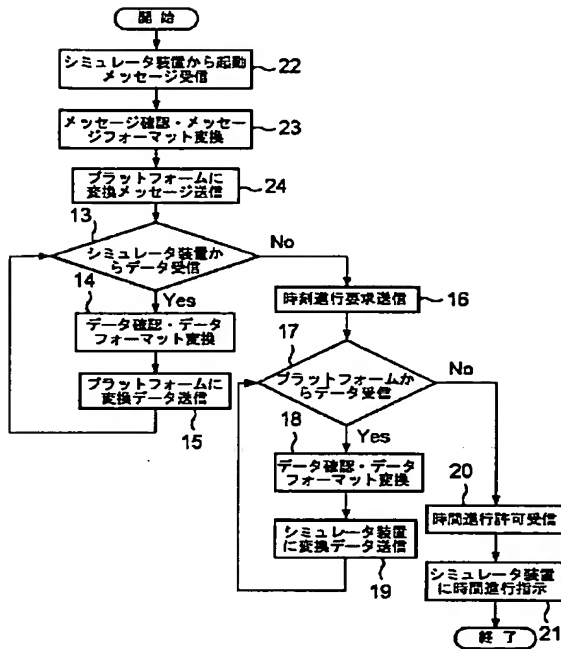 開 始
シミュレータ装置から起動
メッセージ受信
22
メッセージ確認・メッセー
ジフォーマット変換
23
プラットフォームに
変換メッセージ送信
24
13
シミュレータ装置か
らデータ受信
No
Yes
14
データ確認・データ
フォーマット変換
プラットフォームに
変換データ送信
15
時刻進行要求送信
16
17
プラットフォームか
らデータ受信
No
Yes
18
データ確認・データ
フォーマット変換
シミュレータ装置
に変換データ送信
19
20
時間進行許可受信
シミュレータ装置
に時間進行指示
21
終 了